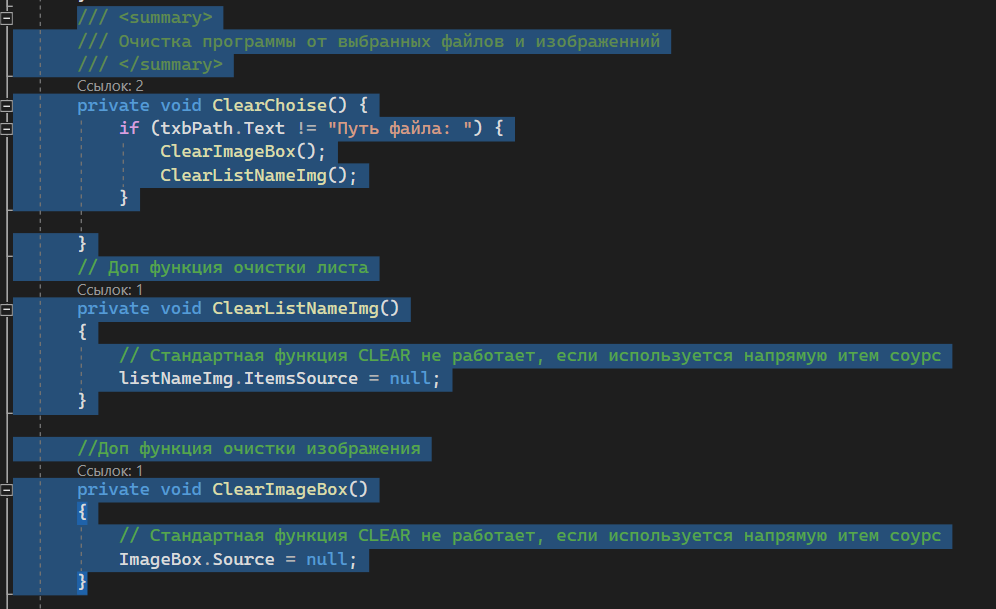 /// <summary>
/// Очистка программы от выбранных файлов и изображенний
/// </summary>
Ссылок: 2
private void ClearChoise() {
if (txbPath.Text != "Путь файла: ") {
ClearImageBox();
ClearListNameImg();
}
}
// Доп функция очистки листа
Ссылок: 1
private void ClearListNameImg()
{
// Стандартная функция CLEAR не работает, если используется напрямую итем соурс
listNameImg.ItemsSource = null;
}
//Доп функция очистки изображения
Ссылок: 1
private void ClearImageBox()
{
// Стандартная функция CLEAR не работает, если используется напрямую итем соурс
ImageBox.Source = null;
}